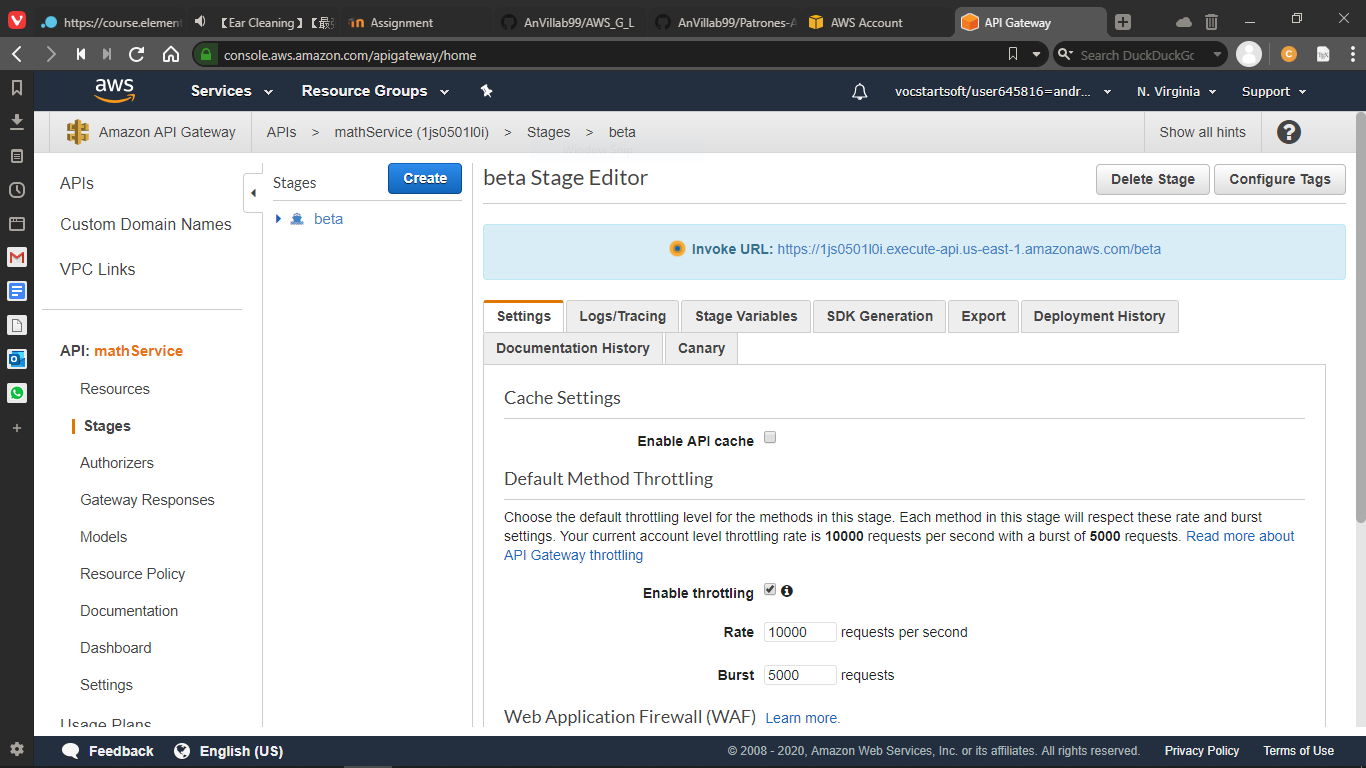 https://course.element
【Ear Cleaning】【最
Assignment
AnVillab99/AWS_G_L
AnVillab99/Patrones-A
AWS Account
API Gateway
console.aws.amazon.com/apigateway/home
Search DuckDuckGo
aws
Services
Resource Groups
vocstartsoft/user645816=andr...
N. Virginia
Support
Amazon API Gateway
APIs > mathService (1js0501l0i) > Stages > beta
Show all hints
?
APIs
Custom Domain Names
VPC Links
API: mathService
Resources
Stages
Authorizers
Gateway Responses
Models
Resource Policy
Documentation
Dashboard
Settings
Usage Plans
Stages
Create
beta
beta Stage Editor
Delete Stage
Configure Tags
Invoke URL: https://1js0501l0i.execute-api.us-east-1.amazonaws.com/beta
Settings
Logs/Tracing
Stage Variables
SDK Generation
Export
Deployment History
Documentation History
Canary
Cache Settings
Enable API cache
Default Method Throttling
Choose the default throttling level for the methods in this stage. Each method in this stage will respect these rate and burst
settings. Your current account level throttling rate is 10000 requests per second with a burst of 5000 requests. Read more about
API Gateway throttling
Enable throttling
Rate 10000 requests per second
Burst 5000 requests
Web Application Firewall (WAF) Learn more.
Feedback
English (US)
© 2008 - 2020, Amazon Web Services, Inc. or its affiliates. All rights reserved.
Privacy Policy
Terms of Use